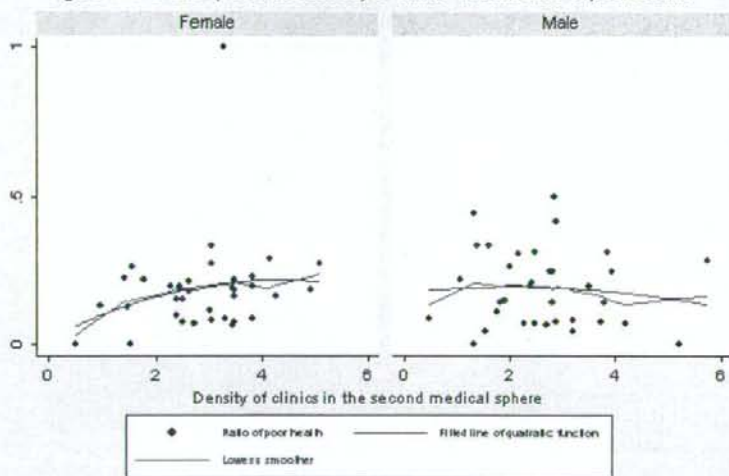 Female Male
1
.5
0
0 2 4 6 0 2 4 6
Density of clinics in the second medical sphere
Ratio of poor health Fitted line of quadratic function
Lowess smoother